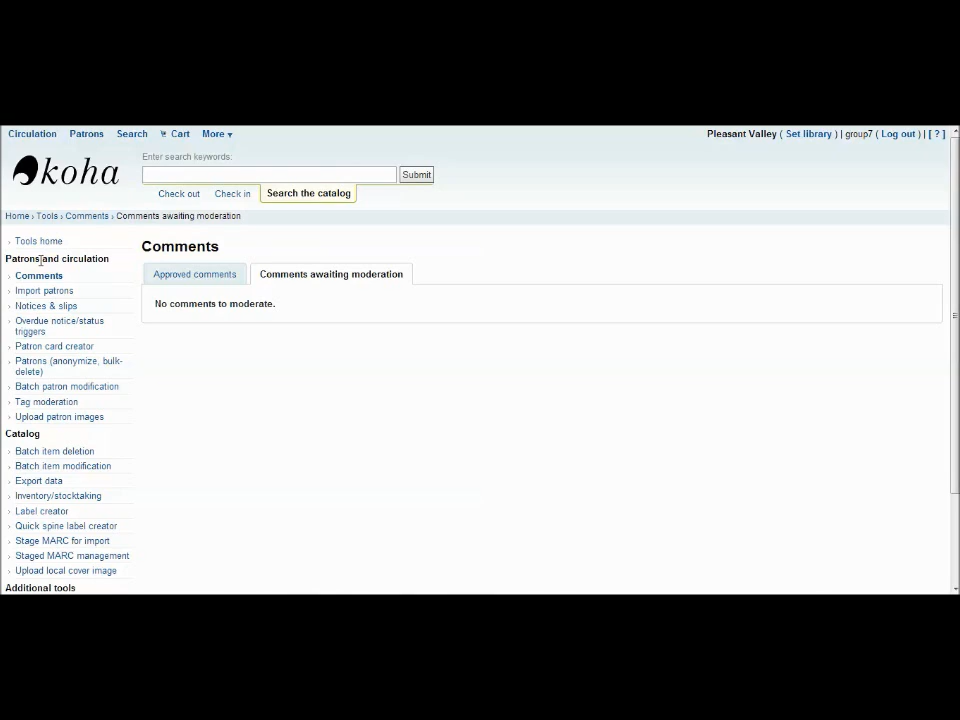 Circulation Patrons Search Cart More ▾ Pleasant Valley ( Set library ) | group7 ( Log out ) | [ ? ]
koha
Enter search keywords:
Submit
Check out Check in Search the catalog
Home › Tools › Comments › Comments awaiting moderation
Tools home
Patrons and circulation
Comments
Import patrons
Notices & slips
Overdue notice/status
triggers
Patron card creator
Patrons (anonymize, bulk-
delete)
Batch patron modification
Tag moderation
Upload patron images
Catalog
Batch item deletion
Batch item modification
Export data
Inventory/stocktaking
Label creator
Quick spine label creator
Stage MARC for import
Staged MARC management
Upload local cover image
Additional tools
Comments
Approved comments Comments awaiting moderation
No comments to moderate.